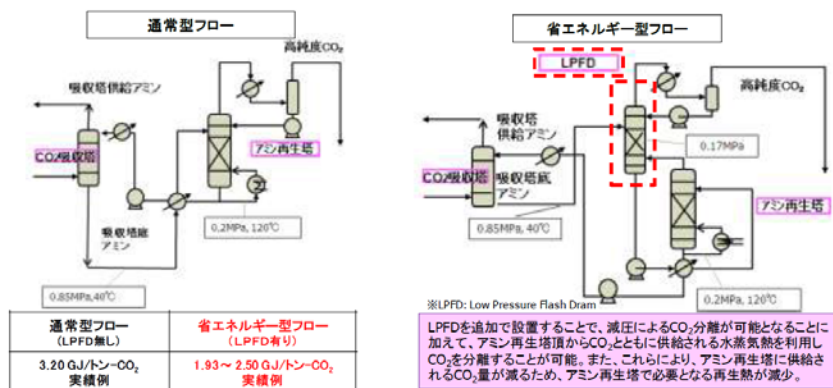 通常型フロー
高純度CO₂
吸収塔供給アミン
CO2吸収塔
アミン再生塔
0.2MPa, 120℃
吸収塔底
アミン
0.85MPa,40℃
通常型フロー
(LPFD無し)
省エネルギー型フロー
(LPFD有り)
3.20 GJ/トン-CO₂
実績例
1.93～ 2.50 GJ/トン-CO₂
実績例
省エネルギー型フロー
LPFD
高純度CO₂
吸収塔
供給アミン
0.17MPa
CO2吸収塔
吸収塔底
アミン
アミン再生塔
0.85MPa, 40℃
0.2MPa, 120℃
※LPFD: Low Pressure Flash Dram
LPFDを追加で設置することで、減圧によるCO₂分離が可能となることに
加えて、アミン再生塔頂からCO₂とともに供給される水蒸気熱を利用し
CO₂を分離することが可能。また、これらにより、アミン再生塔に供給さ
れるCO₂量が減るため、アミン再生塔で必要となる再生熱が減少。